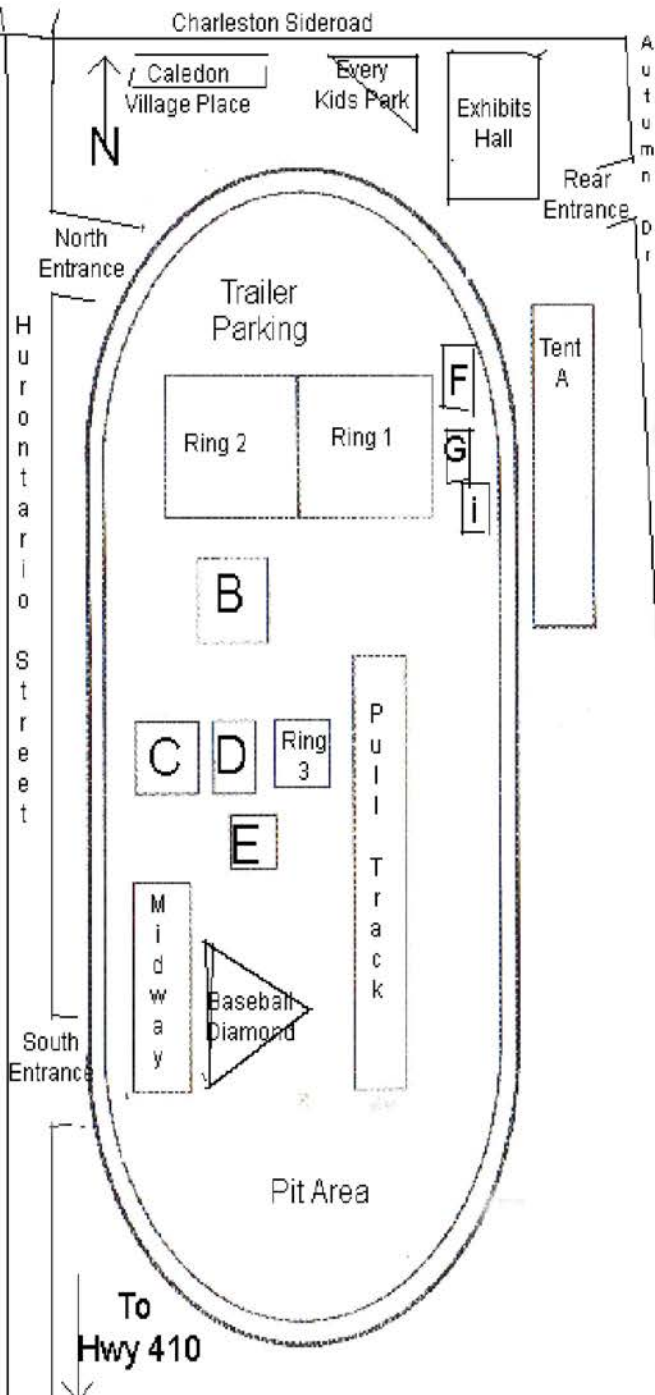 Charleston Sideroad
Caledon
Village Place
Every
Kids Park
Exhibits
Hall
Autumn Dr
N
Rear
Entrance
North
Entrance
Trailer
Parking
Hurontario Street
Tent
A
F
Ring 2
Ring 1
G
i
B
Pull Track
C
D
Ring
3
E
Midway
Baseball
Diamond
South
Entrance
Pit Area
To
Hwy 410